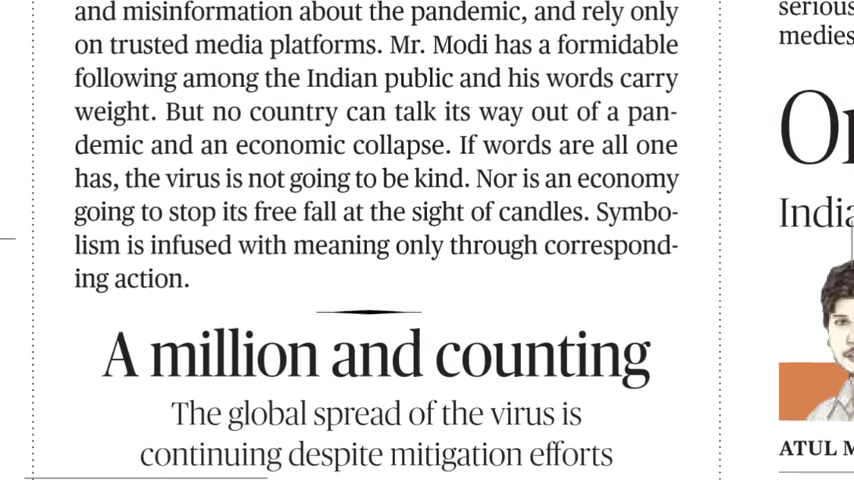 and misinformation about the pandemic, and rely only
on trusted media platforms. Mr. Modi has a formidable
following among the Indian public and his words carry
weight. But no country can talk its way out of a pan-
demic and an economic collapse. If words are all one
has, the virus is not going to be kind. Nor is an economy
going to stop its free fall at the sight of candles. Symbo-
lism is infused with meaning only through correspond-
ing action.
A million and counting
The global spread of the virus is
continuing despite mitigation efforts
serious
medies
India
ATUL M